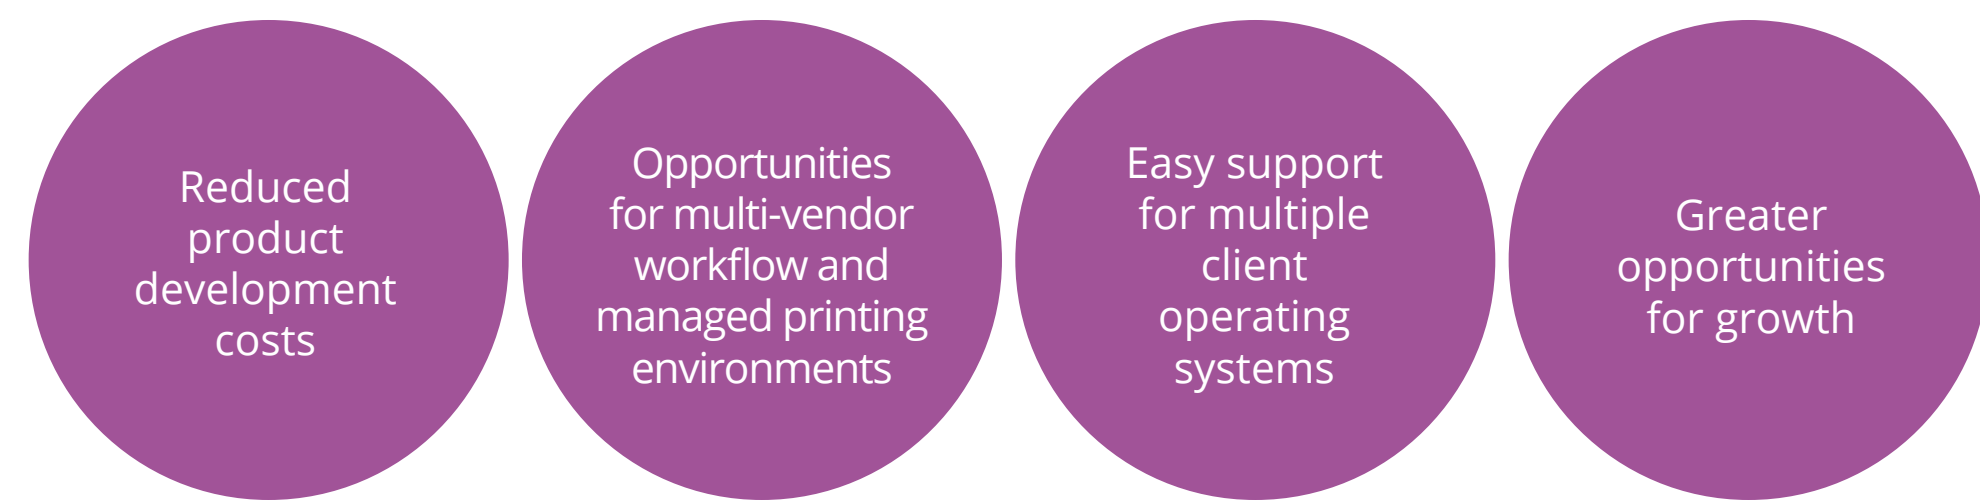 Reduced
product
development
costs
Opportunities
for multi-vendor
workflow and
managed printing
environments
Easy support
for multiple
client
operating
systems
Greater
opportunities
for growth